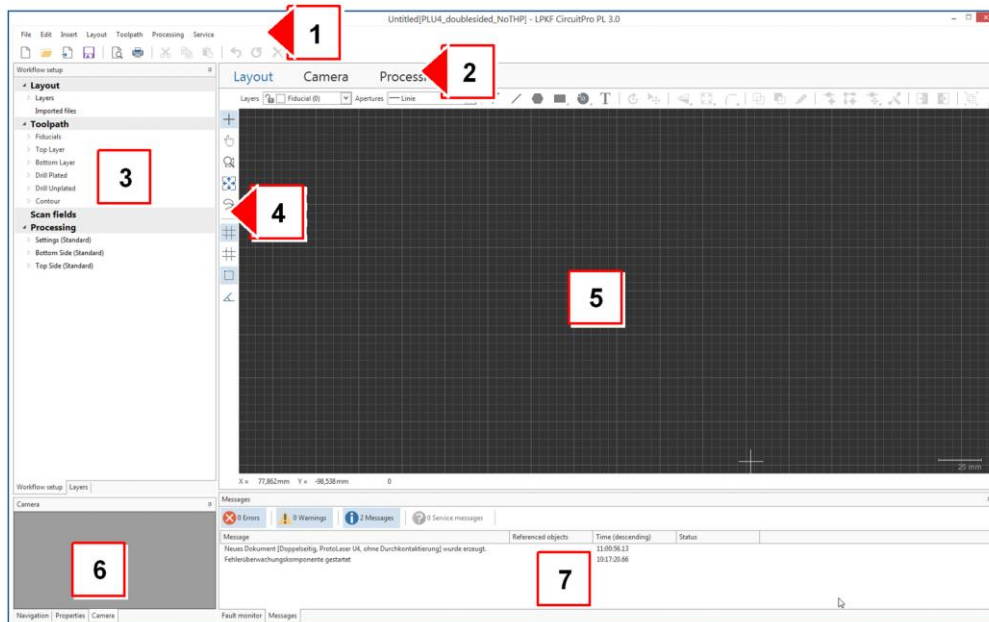 Untitled[PLU4_doublesided_NoTHP] - LPKF CircuitPro PL 3.0
File Edit Insert Layout Toolpath Processing Service
1
Workflow setup
Layout Camera Processi
2
Layers Fiducial (0) Apertures Linie
T
Layout
Layers
Imported files
Toolpath
Fiducials
Top Layer
Bottom Layer
Drill Plated
Drill Unplated
Contour
Scan fields
Processing
Settings (Standard)
Bottom Side (Standard)
Top Side (Standard)
3
4
5
25 mm
X = 77,862mm Y = -98,538mm 0
Workflow setup Layers
Camera
6
Navigation Properties Camera
Messages
0 Errors 0 Warnings 2 Messages 0 Service messages
Message Referenced objects Time (descending) Status
Neues Dokument [Doppelseitig, ProtoLaser U4, ohne Durchkontaktierung] wurde erzeugt. 11:00:56.13
Fehlerüberwachungskomponente gestartet 10:17:20.66
7
Fault monitor Messages